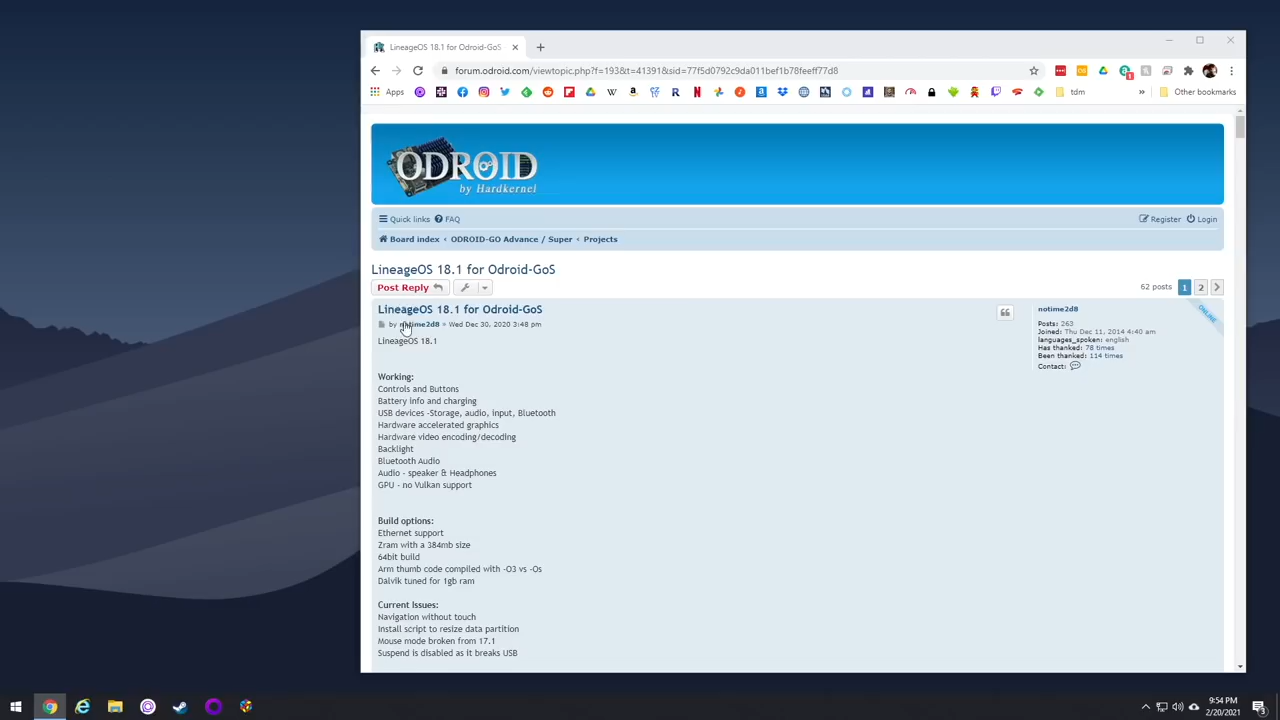 LineageOS 18.1 for Odroid-GoS
forum.odroid.com/viewtopic.php?f=193&t=41391&sid=77f5d0792c9da011bef1b78feeff77d8
Apps
tdm
»
Other bookmarks
ODROID
by Hardkernel
Quick links
FAQ
Register
Login
Board index ‹ ODROID-GO Advance / Super ‹ Projects
LineageOS 18.1 for Odroid-GoS
Post Reply
62 posts 1 2
LineageOS 18.1 for Odroid-GoS
by notime2d8 » Wed Dec 30, 2020 3:48 pm
LineageOS 18.1
Working:
Controls and Buttons
Battery info and charging
USB devices -Storage, audio, input, Bluetooth
Hardware accelerated graphics
Hardware video encoding/decoding
Backlight
Bluetooth Audio
Audio - speaker & Headphones
GPU - no Vulkan support
Build options:
Ethernet support
Zram with a 384mb size
64bit build
Arm thumb code compiled with -O3 vs -Os
Dalvik tuned for 1gb ram
Current Issues:
Navigation without touch
Install script to resize data partition
Mouse mode broken from 17.1
Suspend is disabled as it breaks USB
notime2d8
Posts: 263
Joined: Thu Dec 11, 2014 4:40 am
languages_spoken: english
Has thanked: 78 times
Been thanked: 114 times
Contact:
ONLINE
9:54 PM
2/20/2021